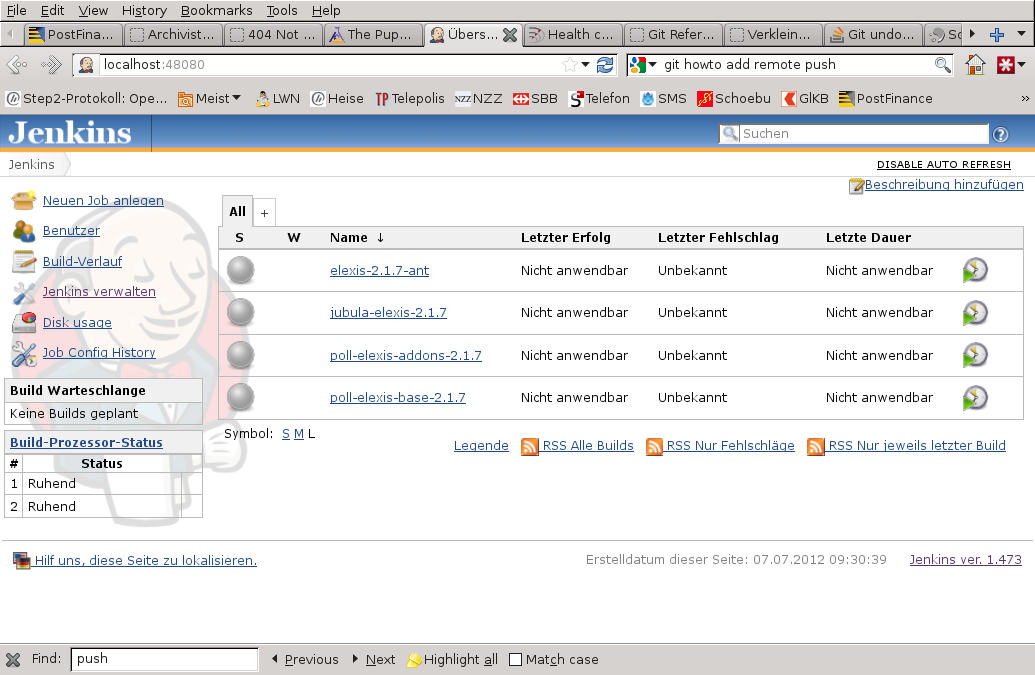 File Edit View History Bookmarks Tools Help
PostFina... Archivist... 404 Not ... The Pup... Übers... Health c... Git Refer... Verklein... Git undo...
localhost:48080 git howto add remote push
Step2-Protokoll: Ope... Meist LWN Heise TP Telepolis NZZ NZZ SBB Telefon SMS Schoebu GlKB PostFinance »
Jenkins Suchen
Jenkins DISABLE AUTO REFRESH
Beschreibung hinzufügen
Neuen Job anlegen
Benutzer
Build-Verlauf
Jenkins verwalten
Disk usage
Job Config History
Build Warteschlange
Keine Builds geplant
Build-Prozessor-Status
# Status
1 Ruhend
2 Ruhend
All +
S W Name ↓ Letzter Erfolg Letzter Fehlschlag Letzte Dauer
elexis-2.1.7-ant Nicht anwendbar Unbekannt Nicht anwendbar
jubula-elexis-2.1.7 Nicht anwendbar Unbekannt Nicht anwendbar
poll-elexis-addons-2.1.7 Nicht anwendbar Unbekannt Nicht anwendbar
poll-elexis-base-2.1.7 Nicht anwendbar Unbekannt Nicht anwendbar
Symbol: S M L
Legende RSS Alle Builds RSS Nur Fehlschläge RSS Nur jeweils letzter Build
Hilf uns, diese Seite zu lokalisieren. Erstelldatum dieser Seite: 07.07.2012 09:30:39 Jenkins ver. 1.473
Find: push Previous Next Highlight all Match case